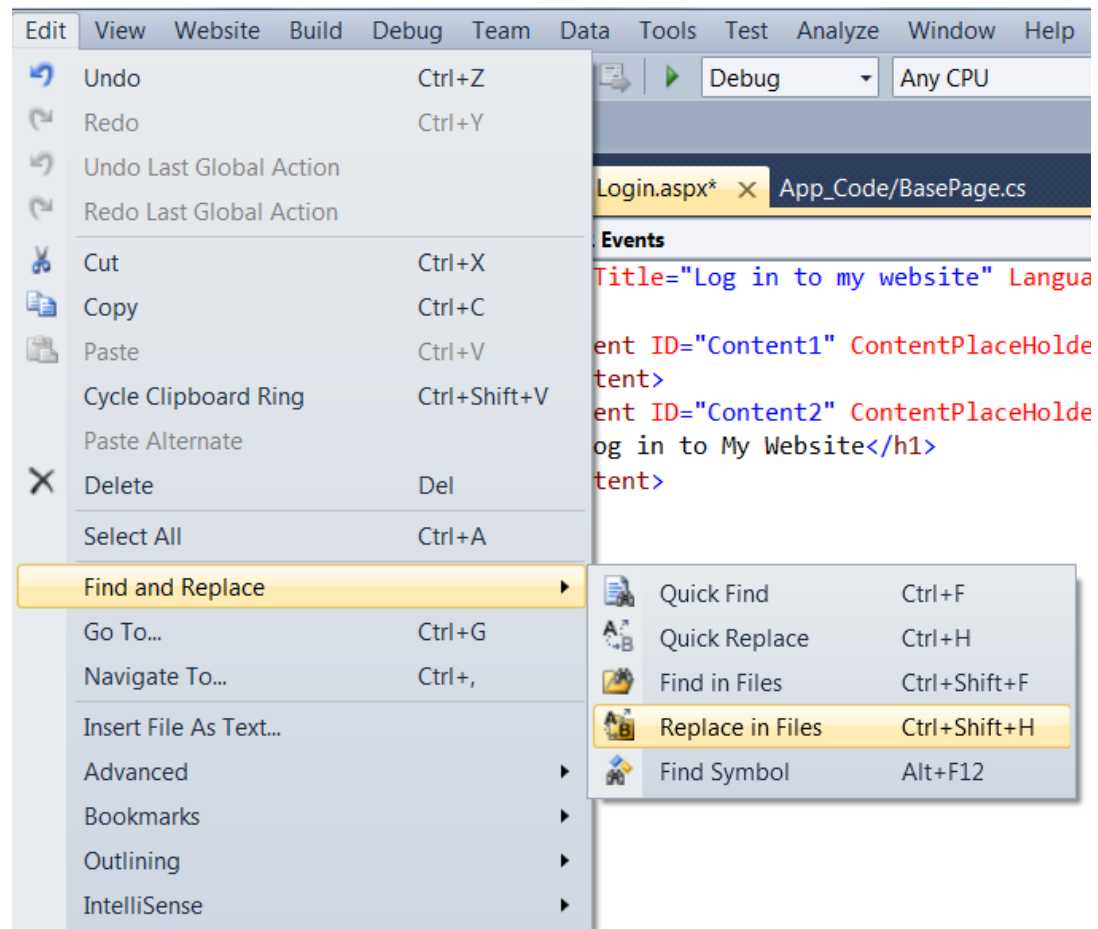 Edit View Website Build Debug Team Data Tools Test Analyze Window Help
Undo Ctrl+Z
Debug Any CPU
Redo Ctrl+Y
Undo Last Global Action
Login.aspx* App_Code/BasePage.cs
Redo Last Global Action
Events
Cut Ctrl+X
Title="Log in to my website" Langua
Copy Ctrl+C
ent ID="Content1" ContentPlaceHolde
Paste Ctrl+V
tent>
Cycle Clipboard Ring Ctrl+Shift+V
ent ID="Content2" ContentPlaceHolde
Paste Alternate
og in to My Website</h1>
Delete Del
tent>
Select All Ctrl+A
Find and Replace
Quick Find Ctrl+F
Go To... Ctrl+G
Quick Replace Ctrl+H
Navigate To... Ctrl+,
Find in Files Ctrl+Shift+F
Insert File As Text...
Replace in Files Ctrl+Shift+H
Advanced
Find Symbol Alt+F12
Bookmarks
Outlining
IntelliSense